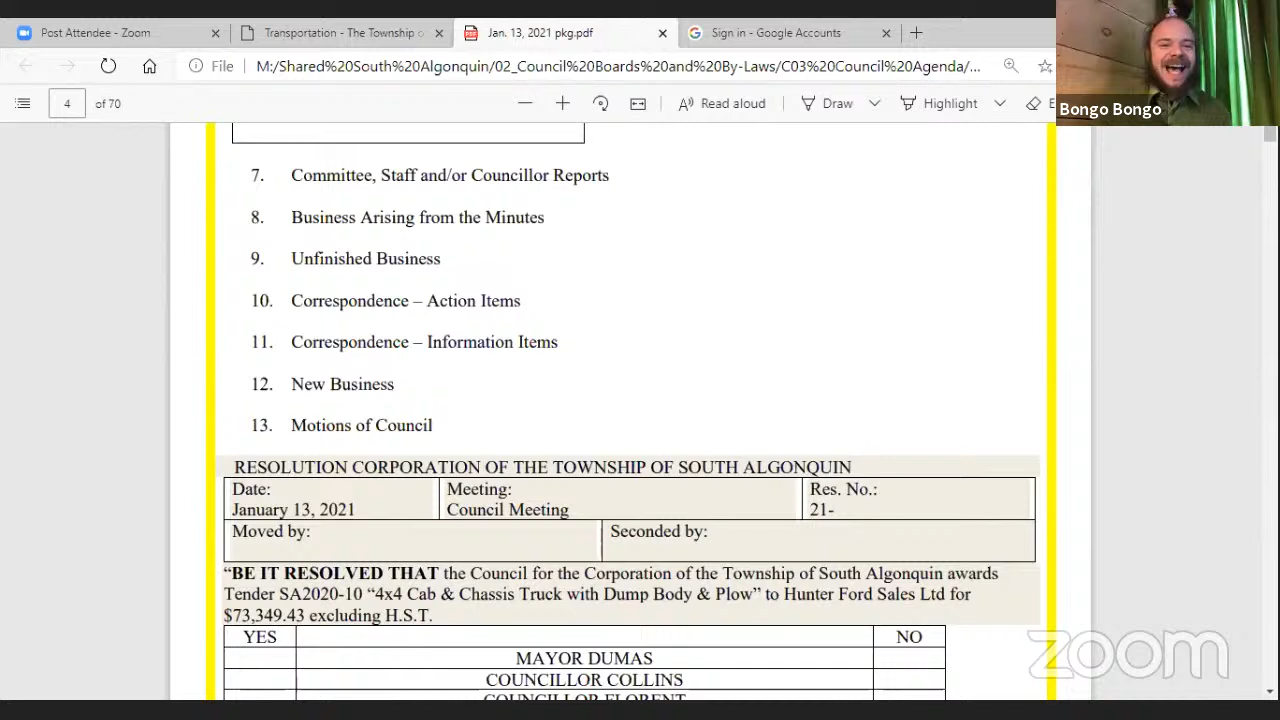 Post Attendee - Zoom
Transportation - The Township o
Jan. 13, 2021 pkg.pdf
Sign in - Google Accounts
File M:/Shared%20South%20Algonquin/02_Council%20Boards%20and%20By-Laws/C03%20Council%20Agenda/...
4 of 70
Read aloud
Draw
Highlight
E
Bongo Bongo
7. Committee, Staff and/or Councillor Reports
8. Business Arising from the Minutes
9. Unfinished Business
10. Correspondence – Action Items
11. Correspondence – Information Items
12. New Business
13. Motions of Council
RESOLUTION CORPORATION OF THE TOWNSHIP OF SOUTH ALGONQUIN
Date: Meeting: Res. No.:
January 13, 2021 Council Meeting 21-
Moved by: Seconded by:
“BE IT RESOLVED THAT the Council for the Corporation of the Township of South Algonquin awards
Tender SA2020-10 “4x4 Cab & Chassis Truck with Dump Body & Plow” to Hunter Ford Sales Ltd for
$73,349.43 excluding H.S.T.
YES NO
MAYOR DUMAS
COUNCILLOR COLLINS
COUNCILLOR FLORENT
zoom